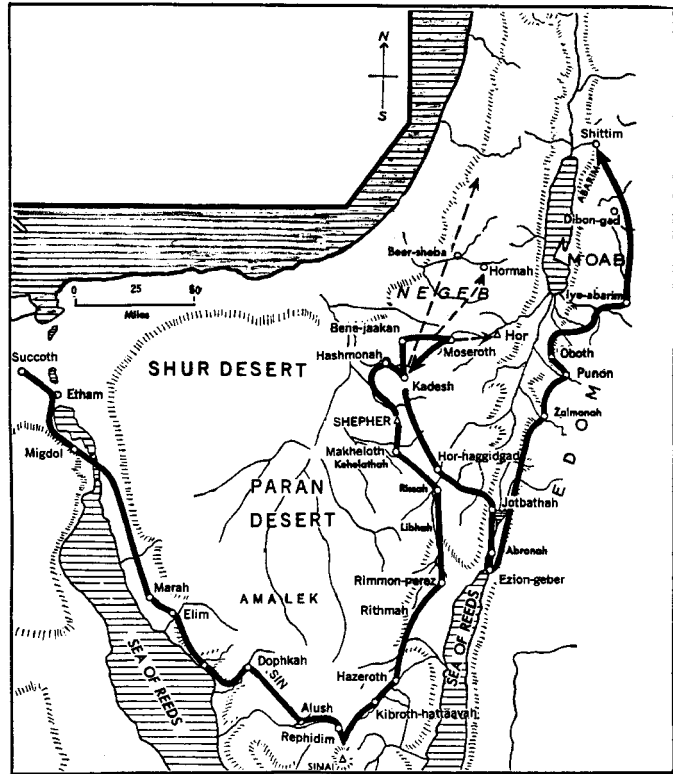 N
S
Shittim
ABARIM
Dibon-gad
MOAB
Beer-sheba
Hormah
NEGEB
Iye-abarim
0 25 50
Miles
Bene-jaakan
Hor
Moseroth
Hashmonah
Oboth
Succoth
SHUR DESERT
Kadesh
Punon
Etham
Zalmonah
SHEPHER
EDOM
Migdol
Makheloth
Kehelathah
Hor-haggidgad
PARAN
DESERT
Rissah
Jotbathah
Libhah
Abronah
Rimmon-perez
Ezion-geber
Marah
AMALEK
Rithmah
Elim
SEA OF REEDS
SEA OF REEDS
Dophkah
SIN
Hazeroth
Alush
Kibroth-hattaavah
Rephidim
SINAI